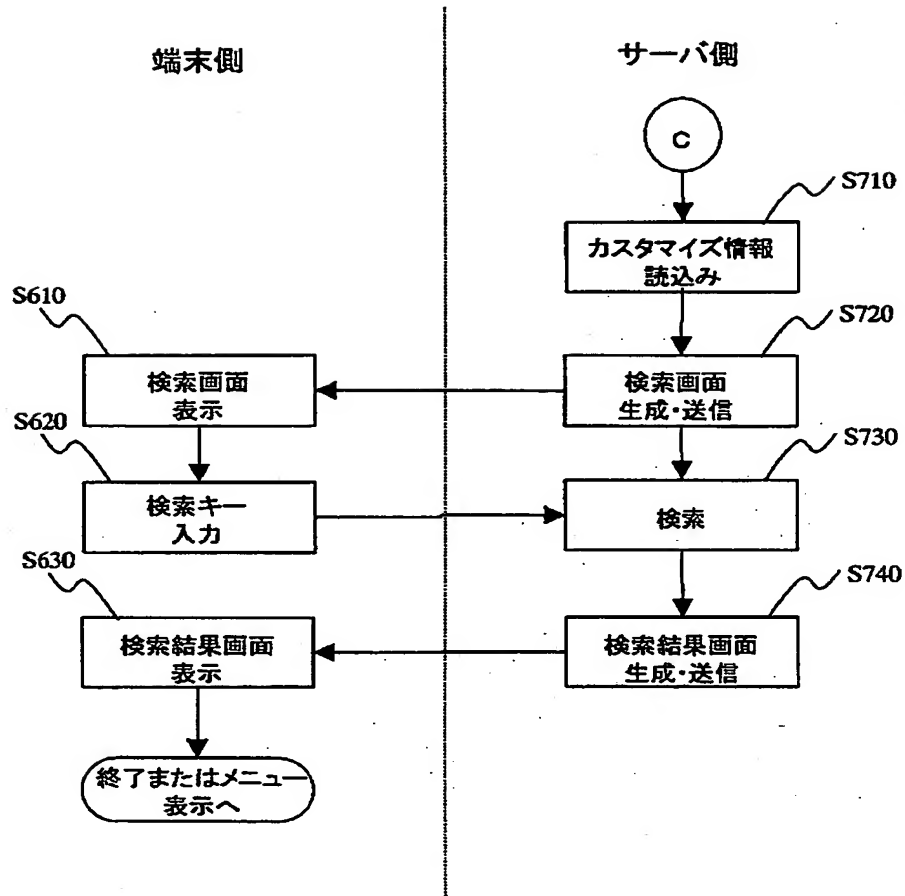 端末側
サーバ側
C
S710
カスタマイズ情報
読込み
S610
S720
検索画面
表示
検索画面
生成・送信
S620
S730
検索キー
入力
検索
S630
S740
検索結果画面
表示
検索結果画面
生成・送信
終了またはメニュー
表示へ